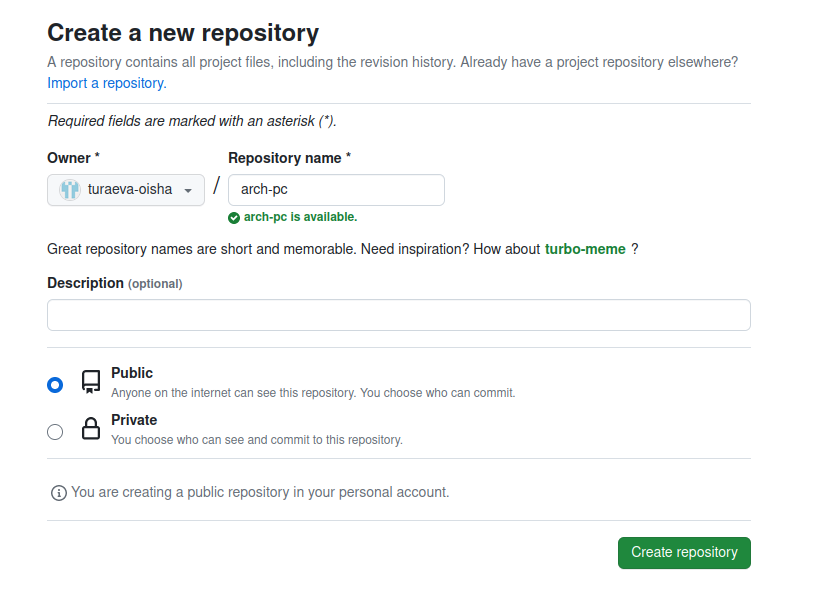 Create a new repository
A repository contains all project files, including the revision history. Already have a project repository elsewhere?
Import a repository.
Required fields are marked with an asterisk (*).
Owner * Repository name *
turaeva-oisha / arch-pc
arch-pc is available.
Great repository names are short and memorable. Need inspiration? How about turbo-meme ?
Description (optional)
Public
Anyone on the internet can see this repository. You choose who can commit.
Private
You choose who can see and commit to this repository.
You are creating a public repository in your personal account.
Create repository